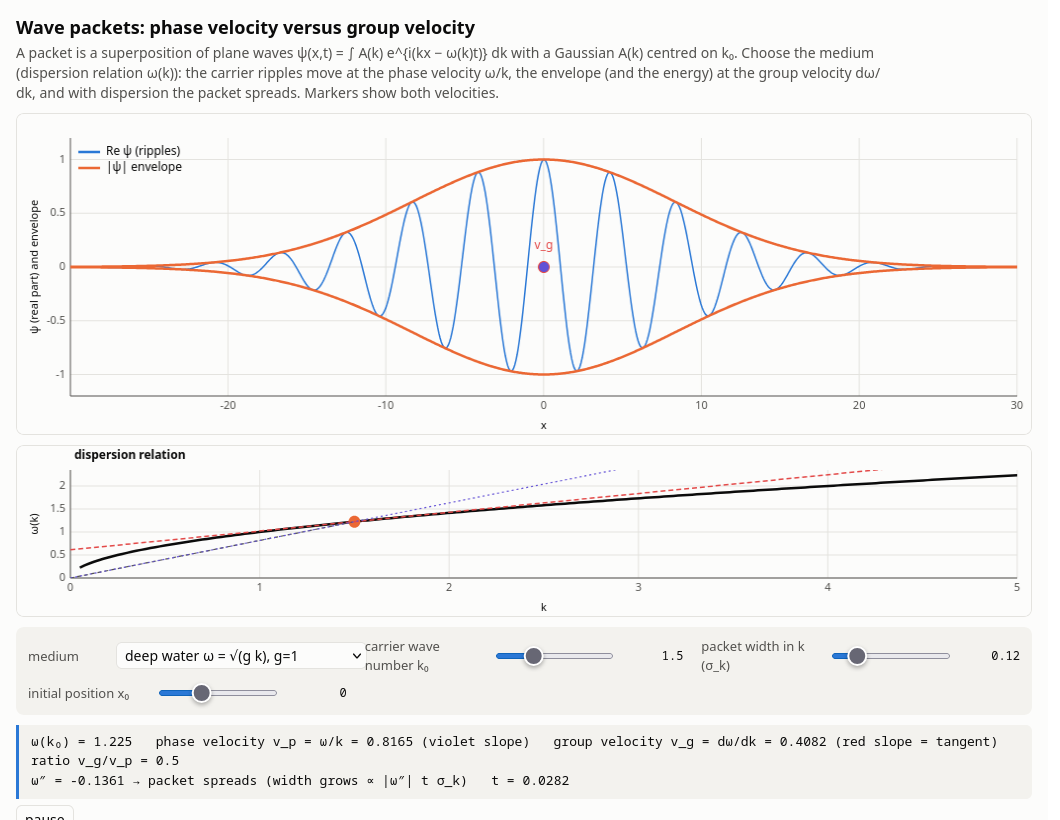 Wave packets: phase velocity versus group velocity
A packet is a superposition of plane waves ψ(x,t) = ∫ A(k) e^{i(kx − ω(k)t)} dk with a Gaussian A(k) centred on k₀. Choose the medium
(dispersion relation ω(k)): the carrier ripples move at the phase velocity ω/k, the envelope (and the energy) at the group velocity dω/
dk, and with dispersion the packet spreads. Markers show both velocities.
Re ψ (ripples)
|ψ| envelope
1
0.5
0
-0.5
-1
ψ (real part) and envelope
v_g
-20
-10
0
10
20
30
x
dispersion relation
2
1.5
1
0.5
0
ω(k)
0
1
2
3
4
5
k
medium
deep water ω = √(g k), g=1
carrier wave
number k₀
1.5
packet width in k
(σ_k)
0.12
initial position x₀
0
ω(k₀) = 1.225 phase velocity v_p = ω/k = 0.8165 (violet slope) group velocity v_g = dω/dk = 0.4082 (red slope = tangent)
ratio v_g/v_p = 0.5
ω″ = -0.1361 → packet spreads (width grows ∝ |ω″| t σ_k) t = 0.0282
pause